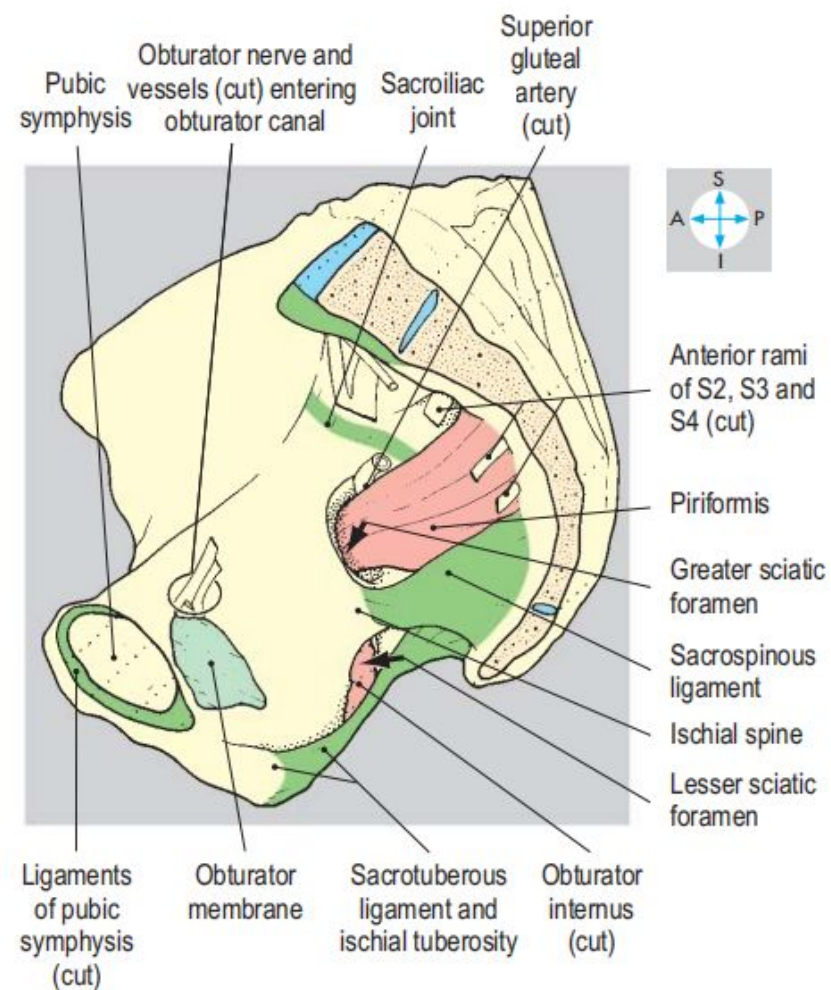 Superior
gluteal
artery
(cut)
Obturator nerve and
vessels (cut) entering
obturator canal
Pubic
symphysis
Sacroiliac
joint
S
A
P
I
Anterior rami
of S2, S3 and
S4 (cut)
Piriformis
Greater sciatic
foramen
Sacrospinous
ligament
Ischial spine
Lesser sciatic
foramen
Ligaments
of pubic
symphysis
(cut)
Obturator
membrane
Sacrotuberous
ligament and
ischial tuberosity
Obturator
internus
(cut)